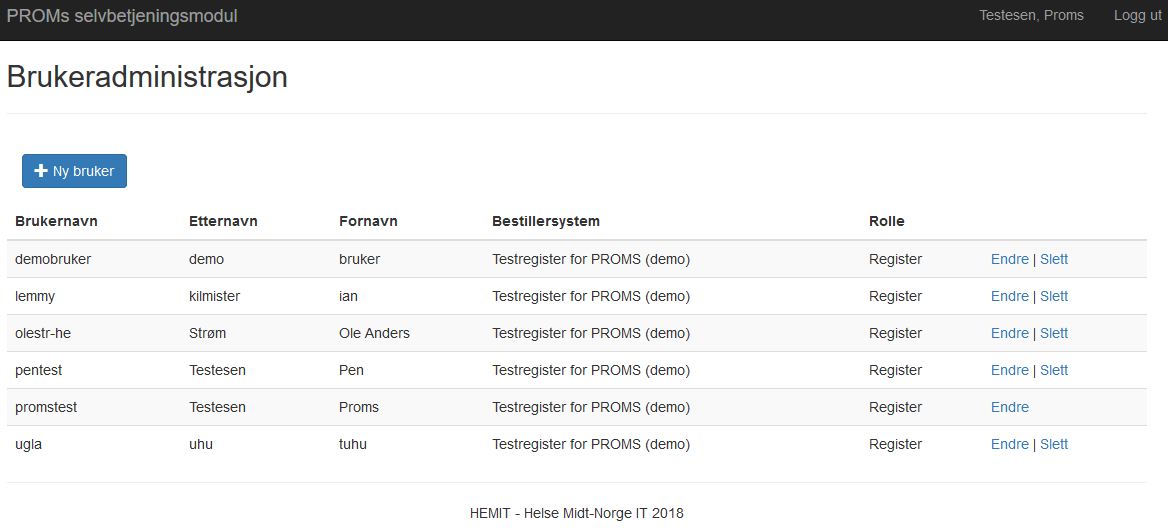 PROMs selvbetjeningsmodul Testesen, Proms Logg ut
Brukeradministrasjon
Ny bruker
Brukernavn Etternavn Fornavn Bestillersystem Rolle
demobruker demo bruker Testregister for PROMS (demo) Register Endre | Slett
lemmy kilmister ian Testregister for PROMS (demo) Register Endre | Slett
olestr-he Strøm Ole Anders Testregister for PROMS (demo) Register Endre | Slett
pentest Testesen Pen Testregister for PROMS (demo) Register Endre | Slett
promstest Testesen Proms Testregister for PROMS (demo) Register Endre
ugla uhu tuhu Testregister for PROMS (demo) Register Endre | Slett
HEMIT - Helse Midt-Norge IT 2018